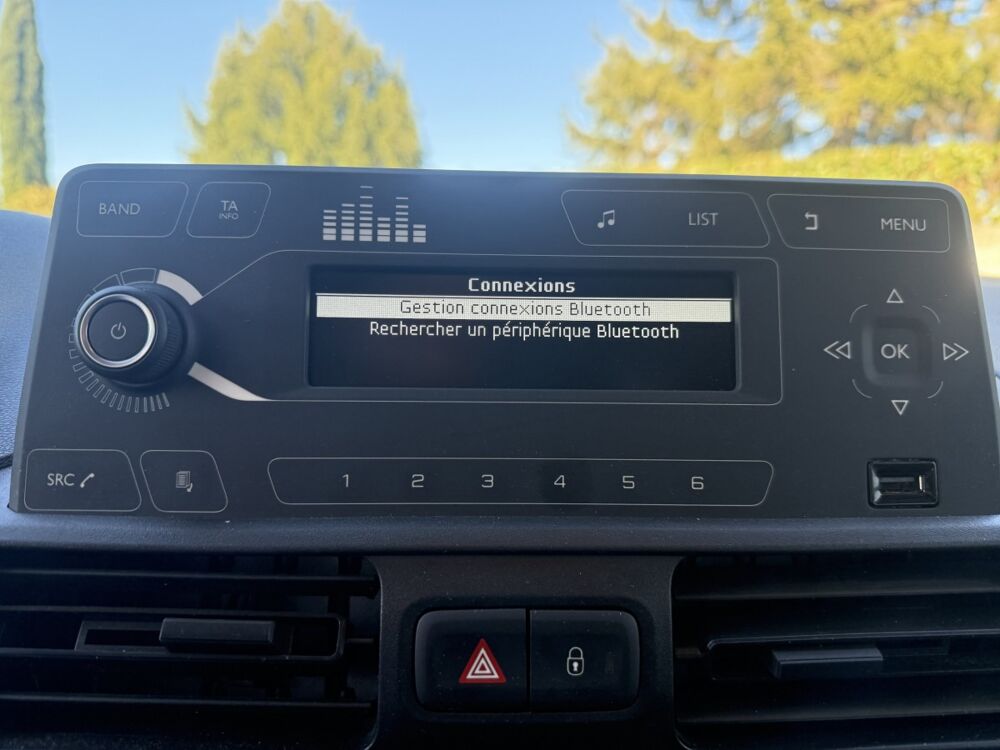 BAND
TA
INFO
LIST
MENU
Connexions
Gestion connexions Bluetooth
Rechercher un périphérique Bluetooth
OK
SRC
1 2 3 4 5 6